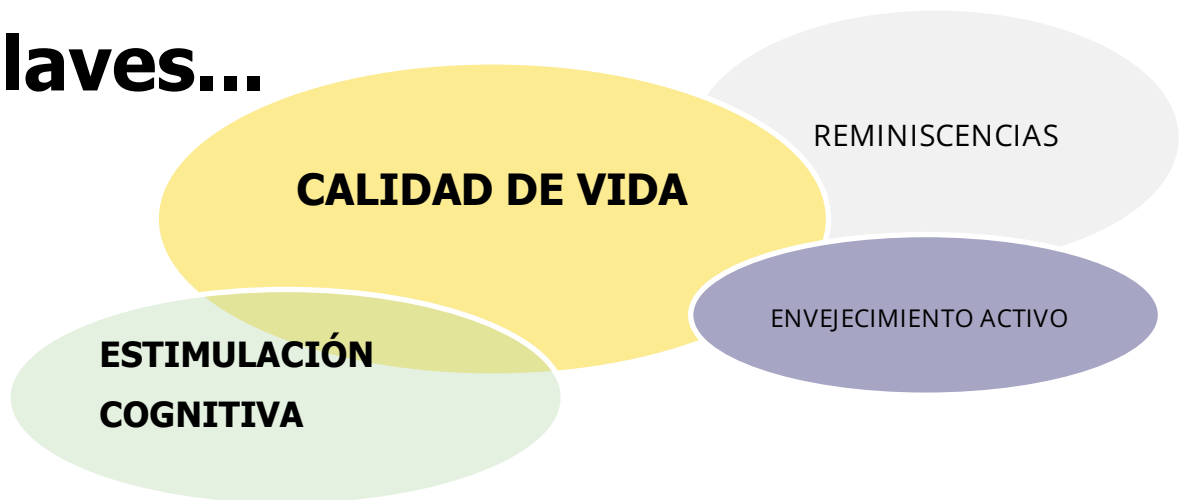 laves...
REMINISCENCIAS
CALIDAD DE VIDA
ENVEJECIMIENTO ACTIVO
ESTIMULACIÓN
COGNITIVA